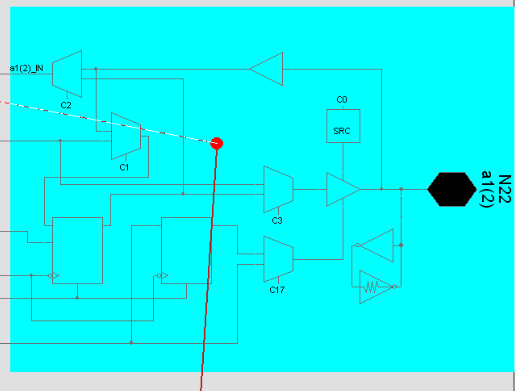 a1(2)_IN
C2
C1
C0
SRC
C3
C17
N22
a1(2)